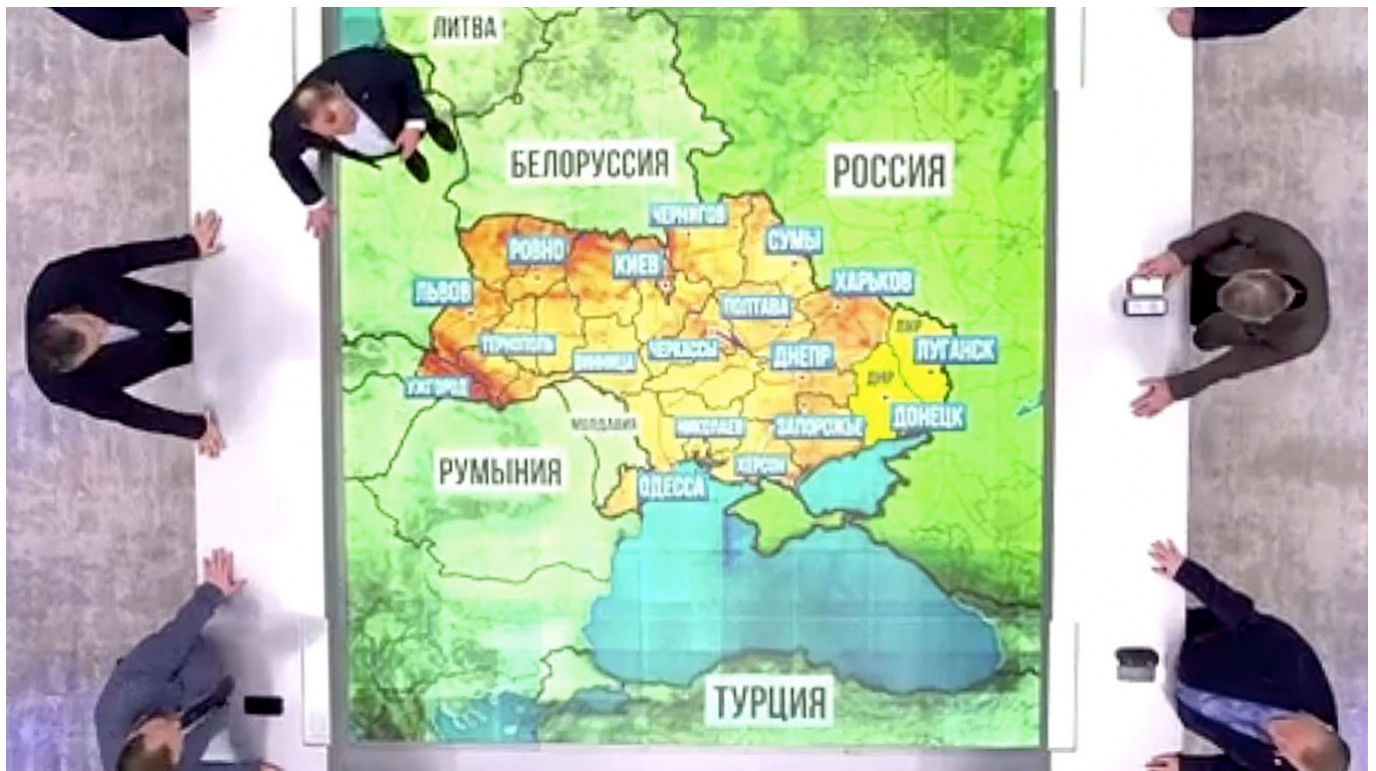 ЛИТВА
БЕЛОРУССИЯ
РОССИЯ
ЧЕРНИГОВ
СУМЫ
РОВНО
КИЕВ
ХАРЬКОВ
ЛЬВОВ
ПОЛТАВА
ЛНР
ТЕРНОПОЛЬ
ВИННИЦА
ЧЕРКАССЫ
ДНЕПР
ЛУГАНСК
УЖГОРОД
ДНР
МОЛДАВИЯ
НИКОЛАЕВ
ЗАПОРОЖЬЕ
ДОНЕЦК
РУМЫНИЯ
ХЕРСОН
ОДЕССА
ТУРЦИЯ